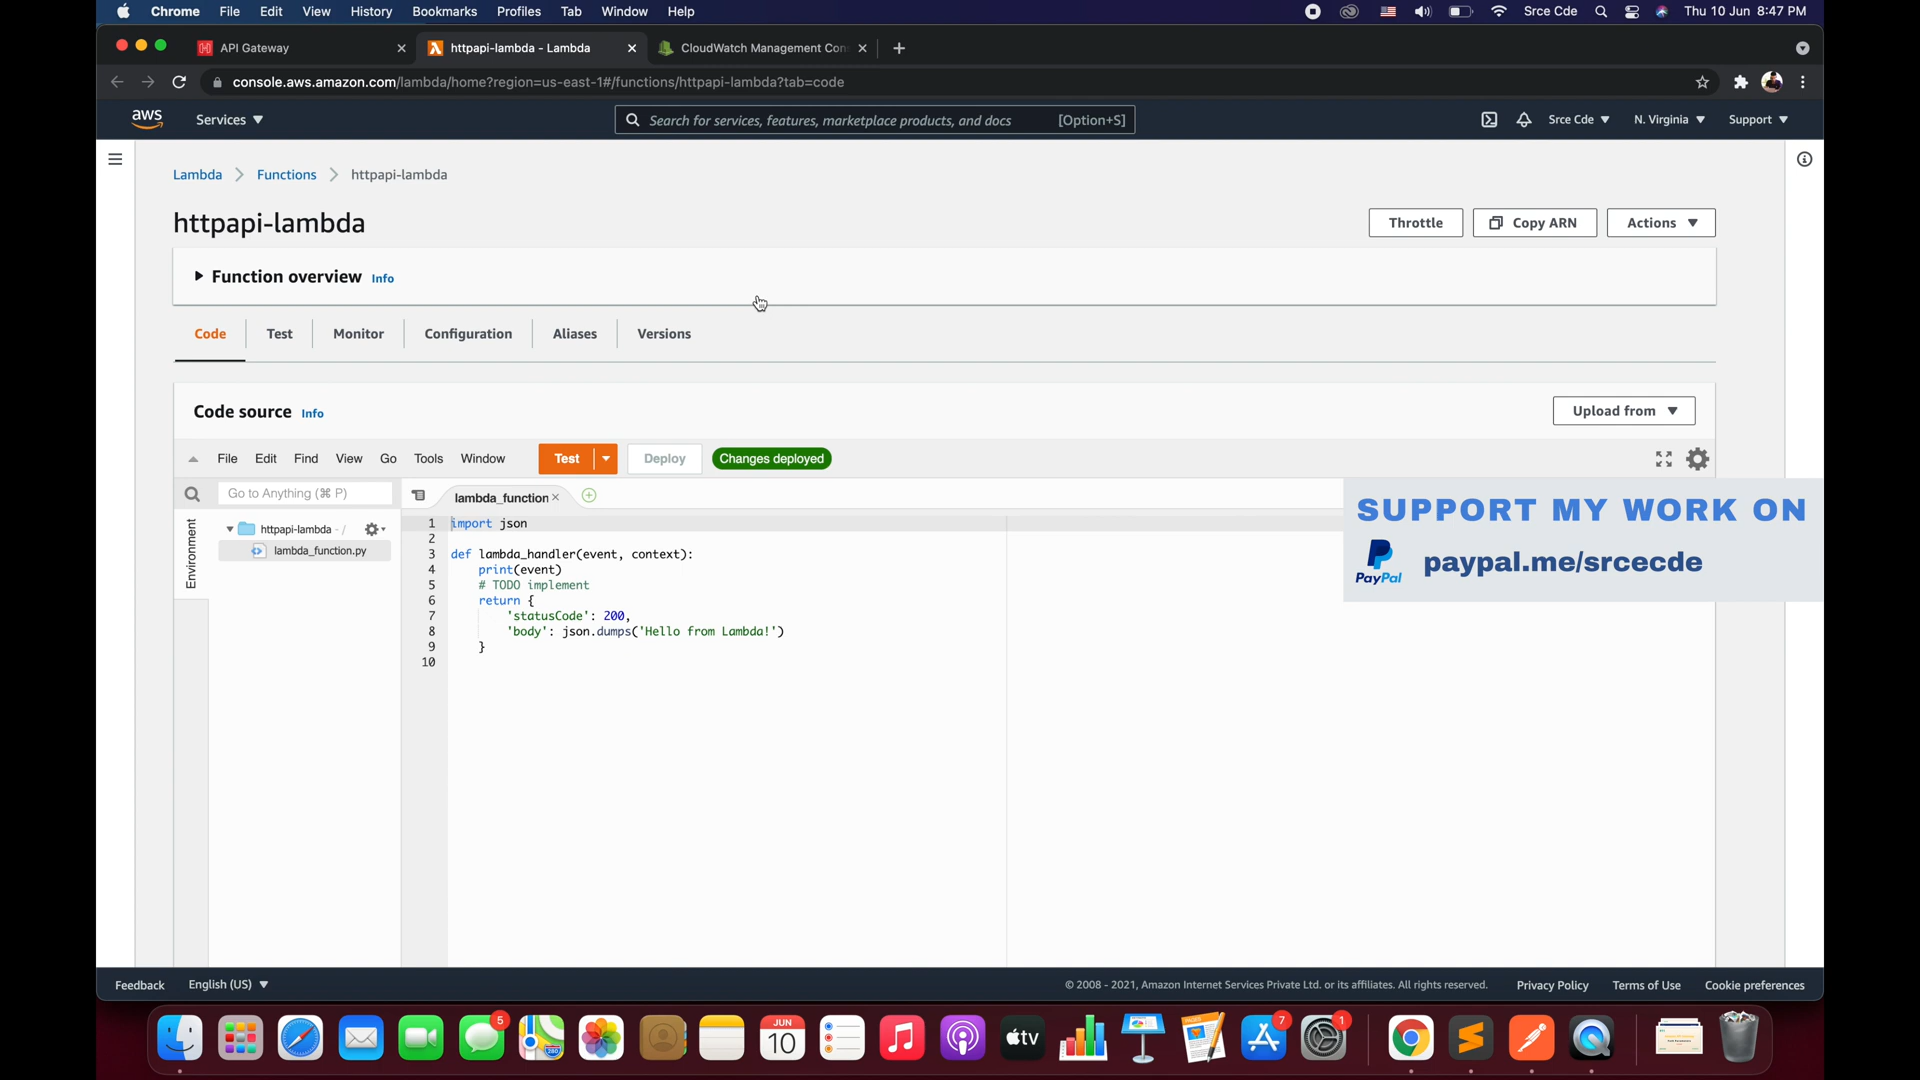 Chrome File Edit View History Bookmarks Profiles Tab Window Help Srce Cde Thu 10 Jun 8:47 PM
API Gateway httpapi-lambda - Lambda CloudWatch Management Con
console.aws.amazon.com/lambda/home?region=us-east-1#/functions/httpapi-lambda?tab=code
aws Services Search for services, features, marketplace products, and docs [Option+S] Srce Cde N. Virginia Support
Lambda Functions httpapi-lambda
httpapi-lambda Throttle Copy ARN Actions
Function overview Info
Code Test Monitor Configuration Aliases Versions
Code source Info Upload from
File Edit Find View Go Tools Window Test Deploy Changes deployed
Go to Anything (⌘ P) lambda_function
Environment
httpapi-lambda - /
lambda_function.py
1 import json
2
3 def lambda_handler(event, context):
4 print(event)
5 # TODO implement
6 return {
7 'statusCode': 200,
8 'body': json.dumps('Hello from Lambda!')
9 }
10
SUPPORT MY WORK ON
PayPal paypal.me/srcecde
Feedback English (US) © 2008 - 2021, Amazon Internet Services Private Ltd. or its affiliates. All rights reserved. Privacy Policy Terms of Use Cookie preferences
5 280 JUN 10 tv 7 1